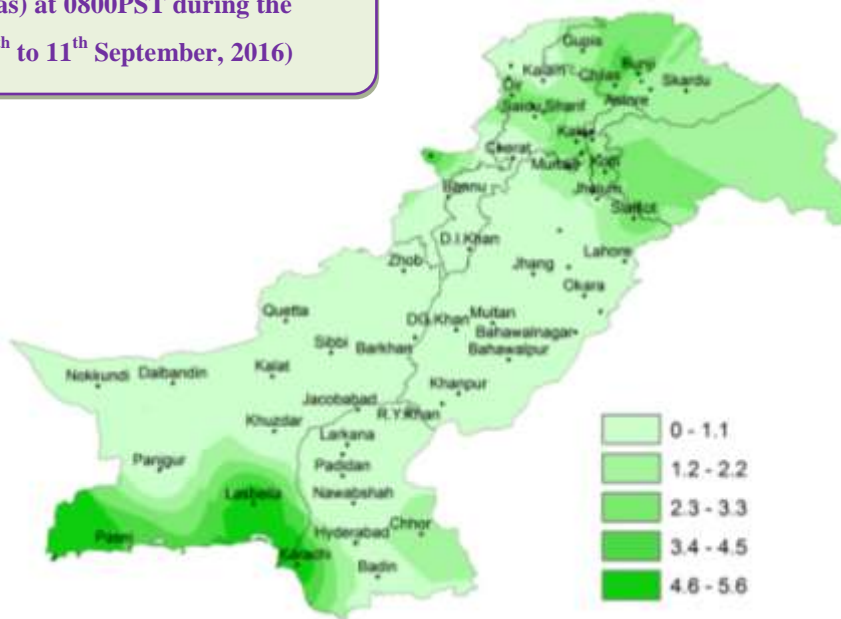 as) at 0800PST during the
th to 11th September, 2016)
Gupis
Kalam
Chilas
Bunji
Skardu
Dir
Astore
Saidu Sharif
Cherat
Kotli
Bannu
Jhelum
Sialkot
D.I.Khan
Zhob
Lahore
Jhang
Okara
Quetta
DG.Khan
Multan
Bahawalnagar
Sibbi
Barkhan
Bahawalpur
Nokkundi
Dalbandin
Kalat
Khanpur
Jacobabad
R.Y.Khan
Khuzdar
Larkana
Panjgur
Padidan
Lasbella
Nawabshah
Pasni
Hyderabad
Chhor
Karachi
Badin
0 - 1.1
1.2 - 2.2
2.3 - 3.3
3.4 - 4.5
4.6 - 5.6